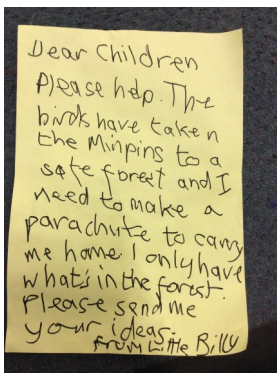 Dear Children
Please help. The
birds have taken
the Minpins to a
safe forest and I
need to make a
parachute to carry
me home. I only have
what's in the forest.
Please send me
your ideas.
from Little Billy